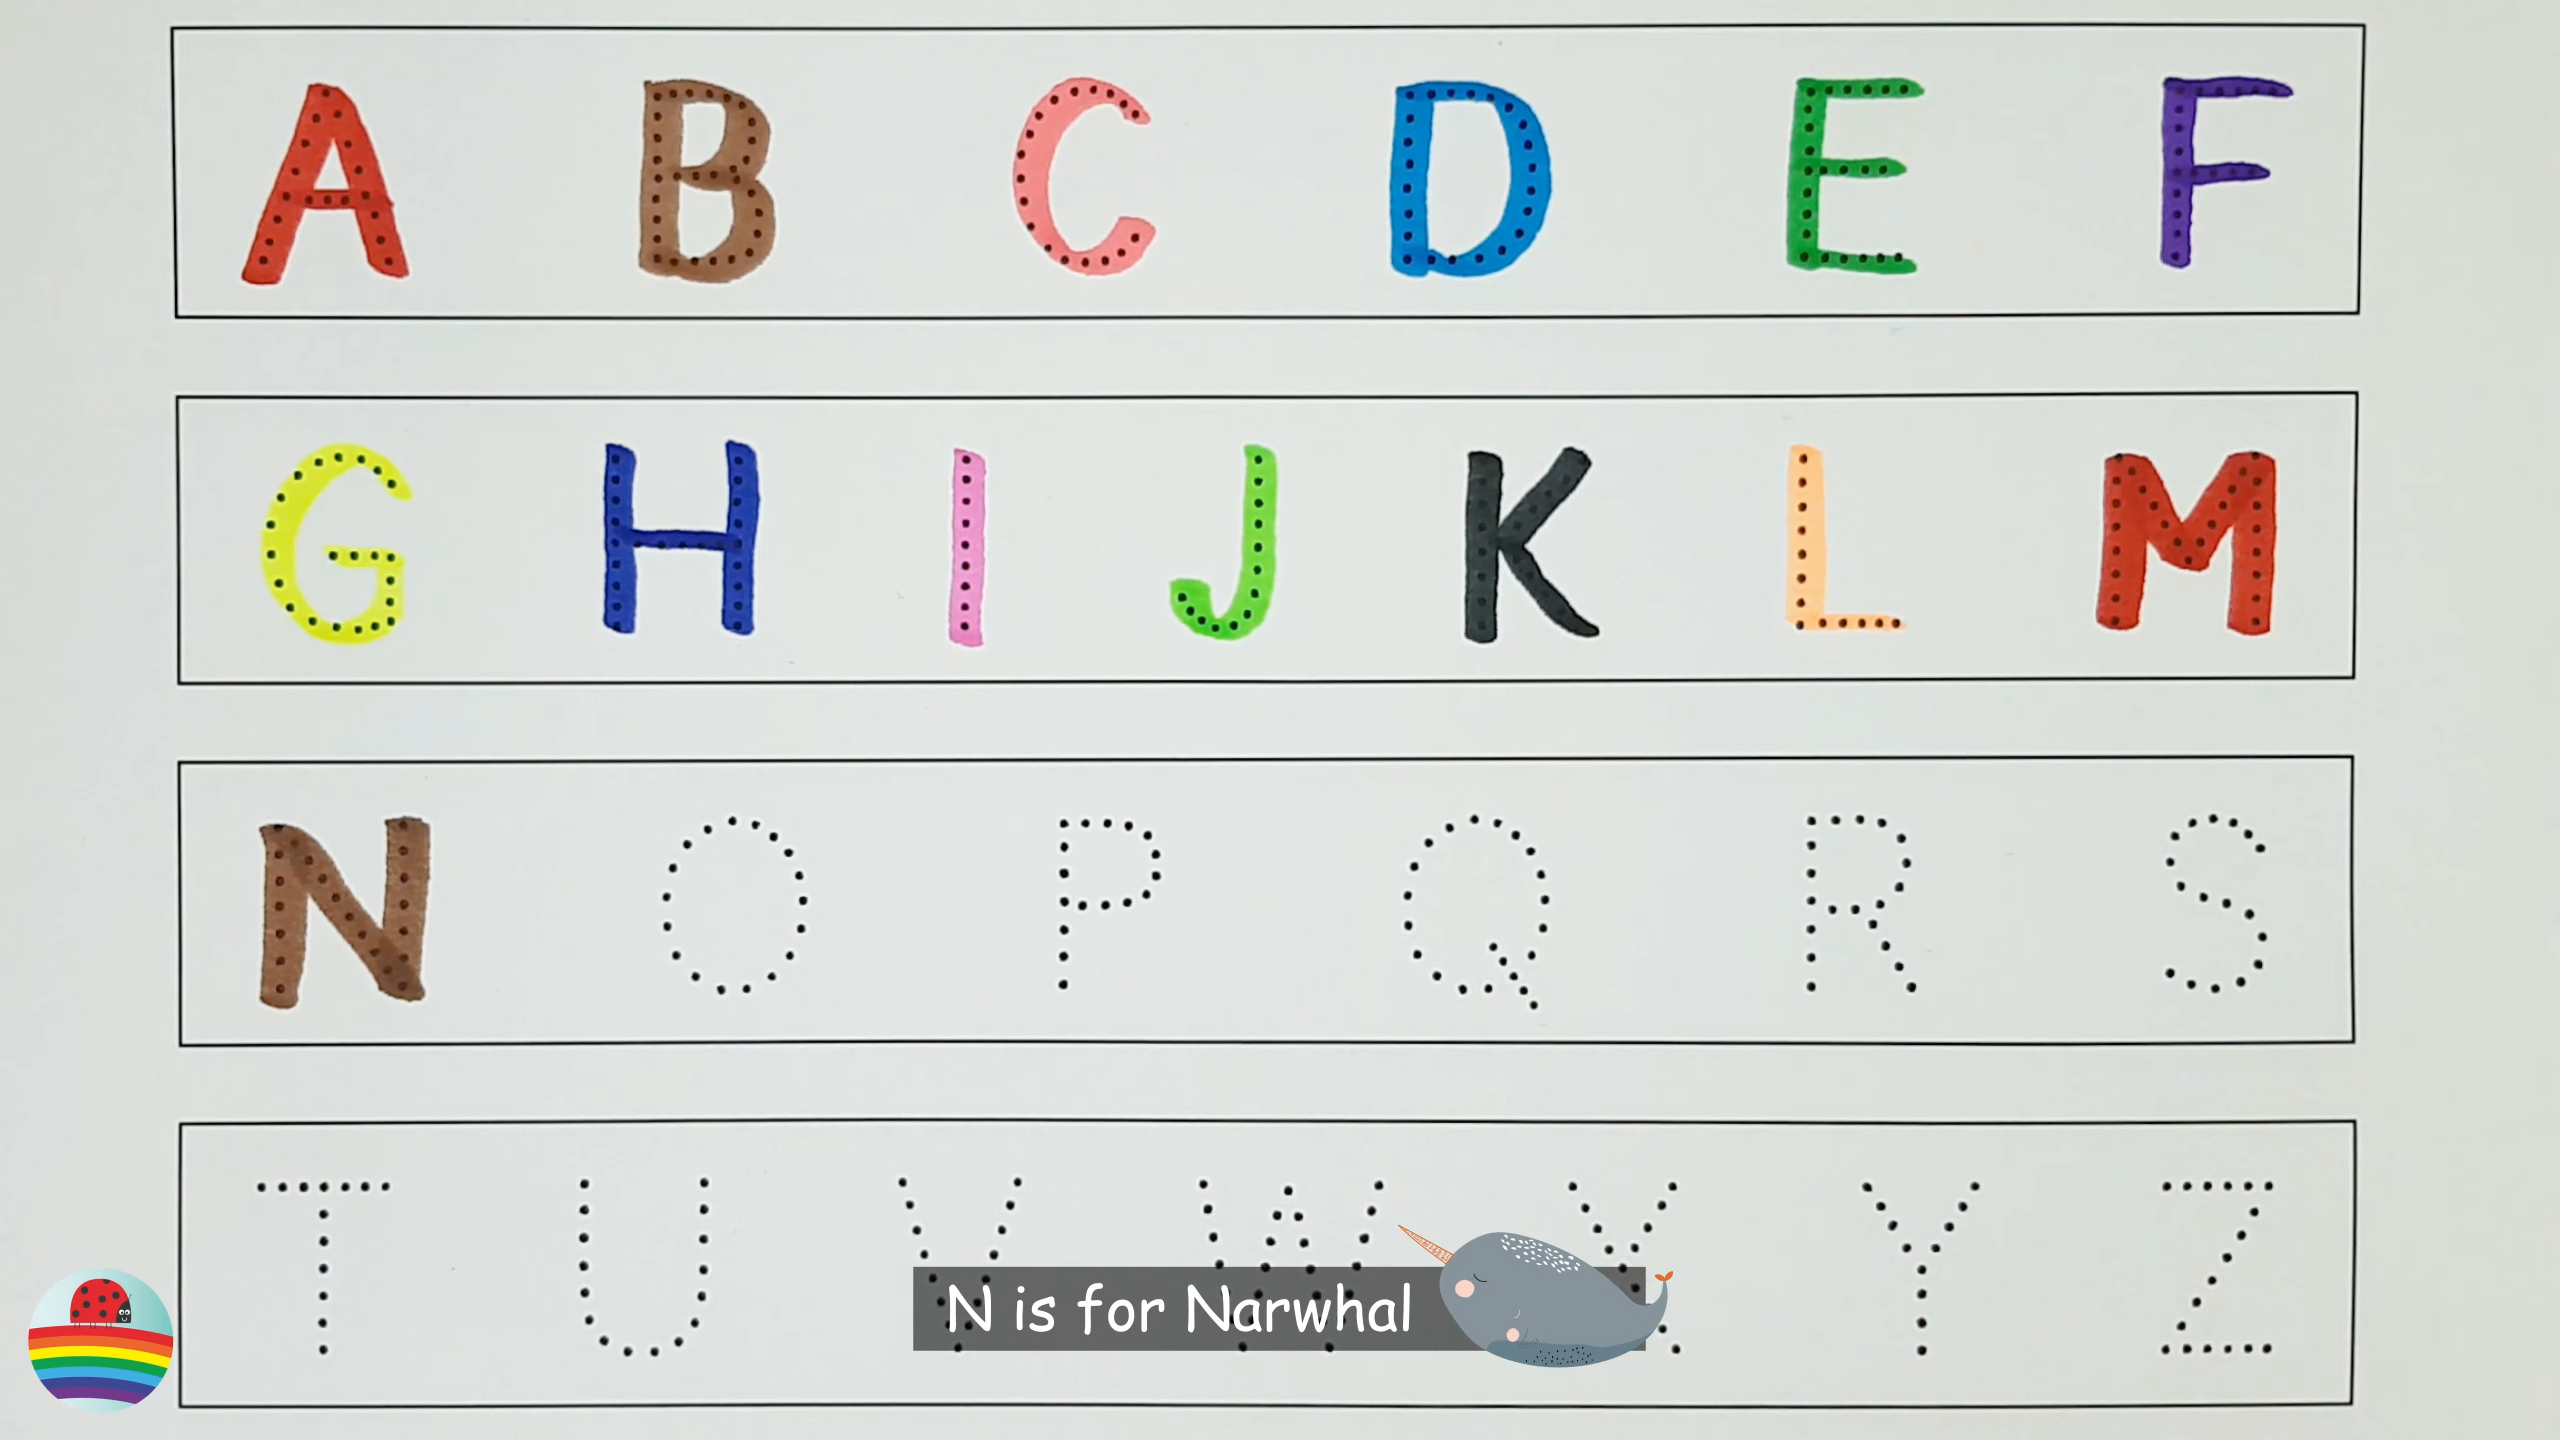 A B C D E F
G H I J K L M
N O P Q R S
T U V W X Y Z
N is for Narwhal